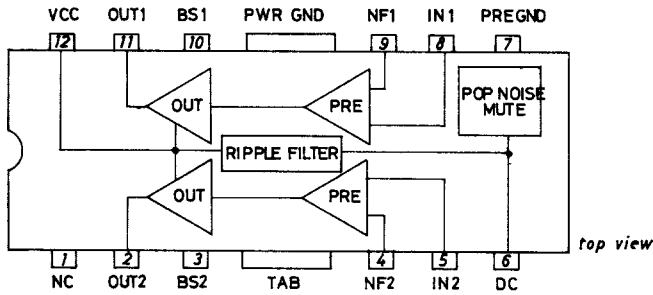 VCC OUT1 BS1 PWR GND NF1 IN1 PREGND
12 11 10 9 8 7
OUT PRE POP NOISE
MUTE
RIPPLE FILTER
OUT PRE
top view
1 2 3 4 5 6
NC OUT2 BS2 TAB NF2 IN2 DC